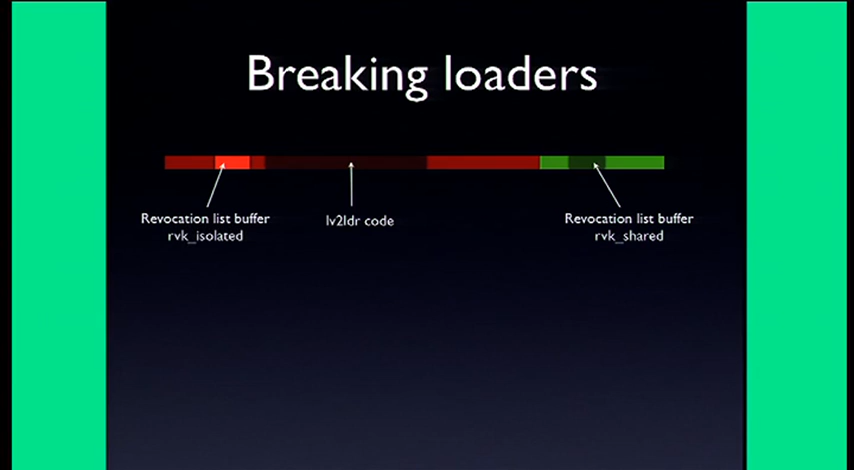 Breaking loaders
Revocation list buffer
rvk_isolated
lv2ldr code
Revocation list buffer
rvk_shared